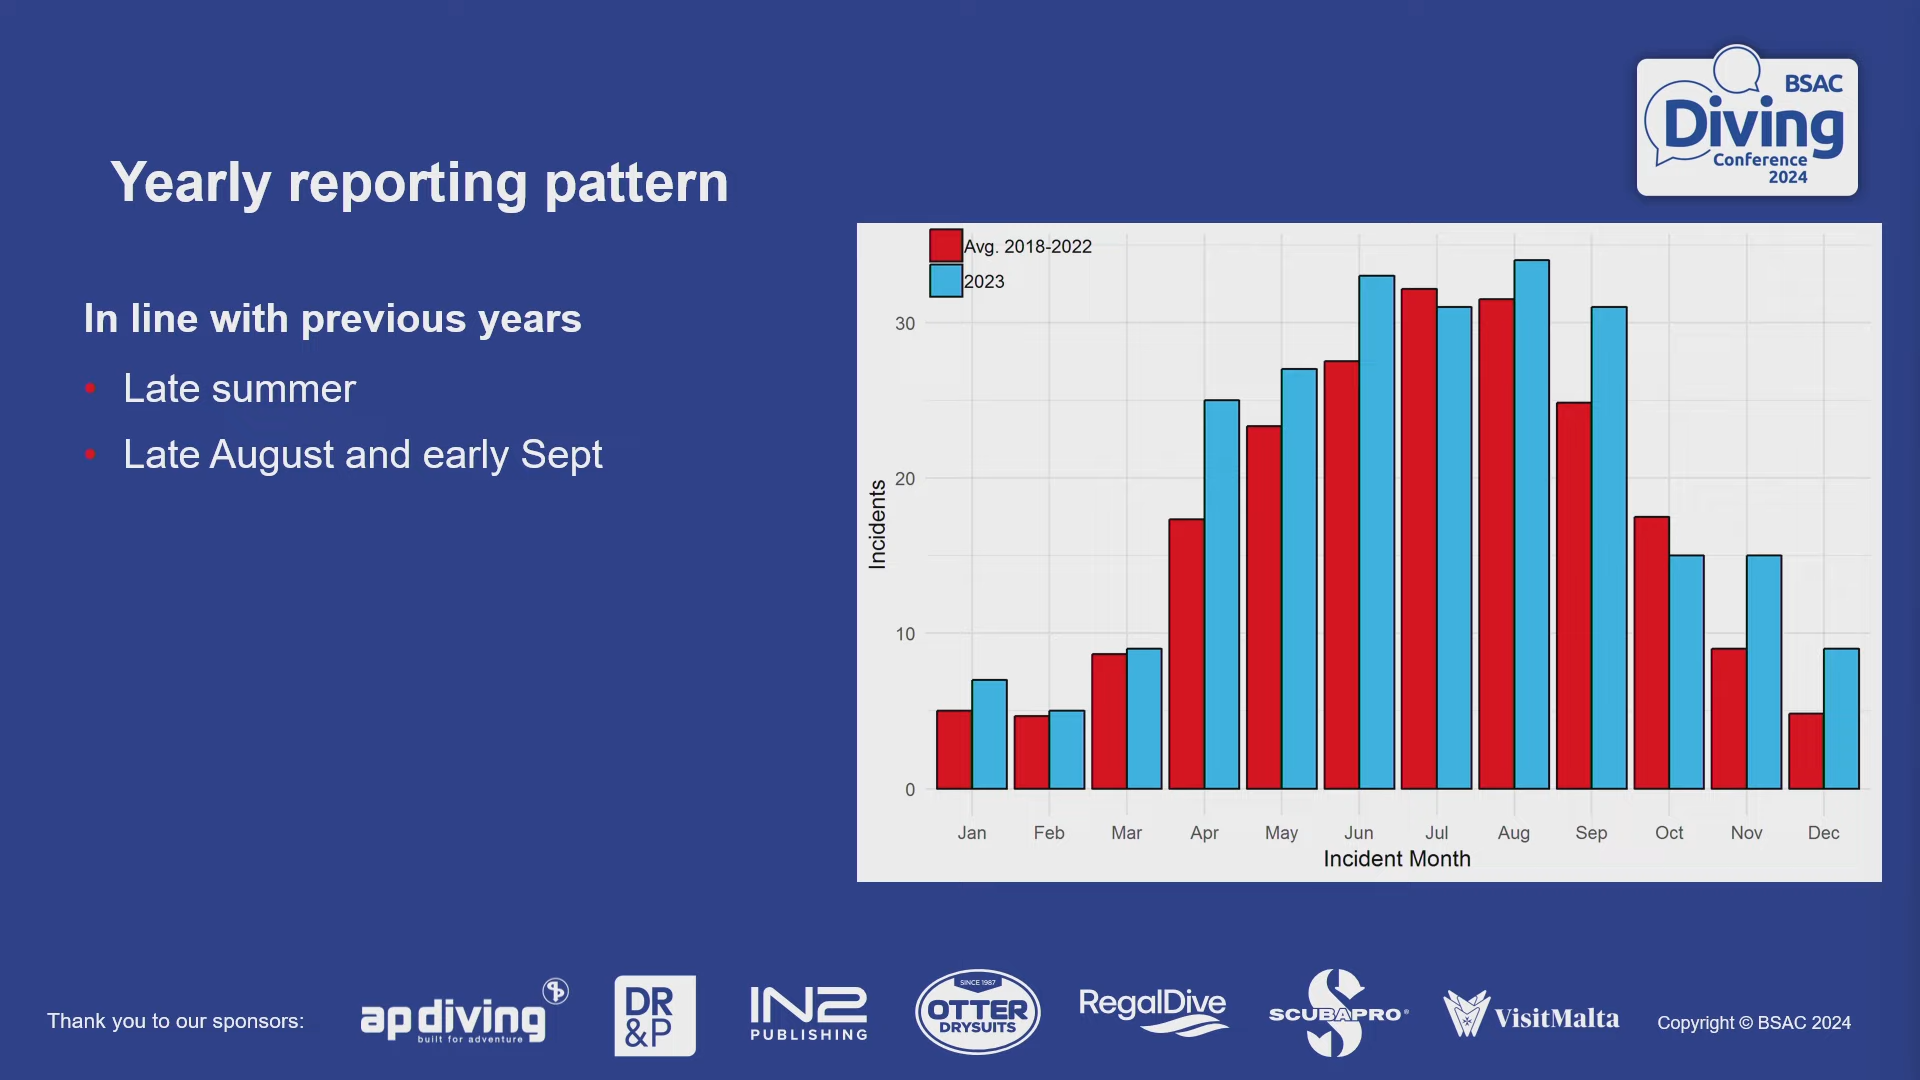 BSAC
Diving
Conference
2024
Yearly reporting pattern
In line with previous years
• Late summer
• Late August and early Sept
Avg. 2018-2022
2023
30
20
10
0
Incidents
Jan Feb Mar Apr May Jun Jul Aug Sep Oct Nov Dec
Incident Month
Thank you to our sponsors:
apdiving
built for adventure
DR
&P
IN2
PUBLISHING
SINCE 1987
OTTER
DRYSUITS
RegalDive
SCUBAPRO®
VisitMalta
Copyright © BSAC 2024